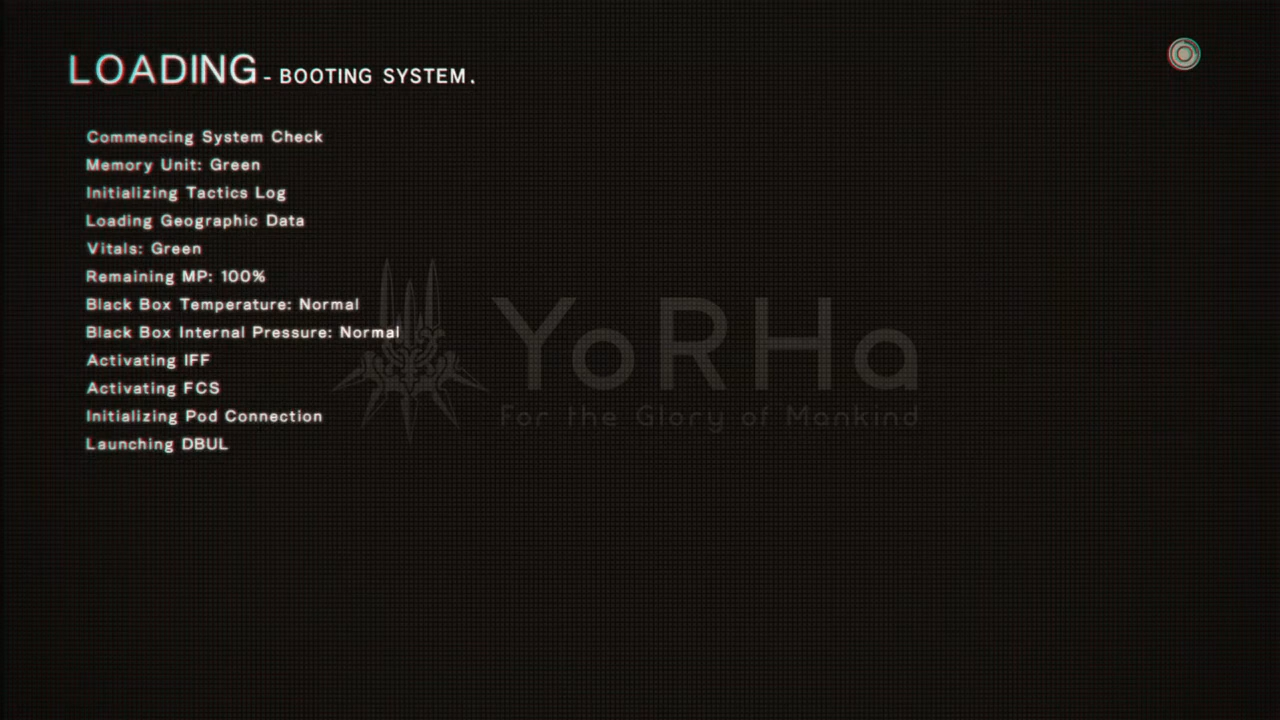 LOADING - BOOTING SYSTEM.
Commencing System Check
Memory Unit: Green
Initializing Tactics Log
Loading Geographic Data
Vitals: Green
Remaining MP: 100%
Black Box Temperature: Normal
Black Box Internal Pressure: Normal
Activating IFF
Activating FCS
Initializing Pod Connection
Launching DBUL
YoRHa
For the Glory of Mankind